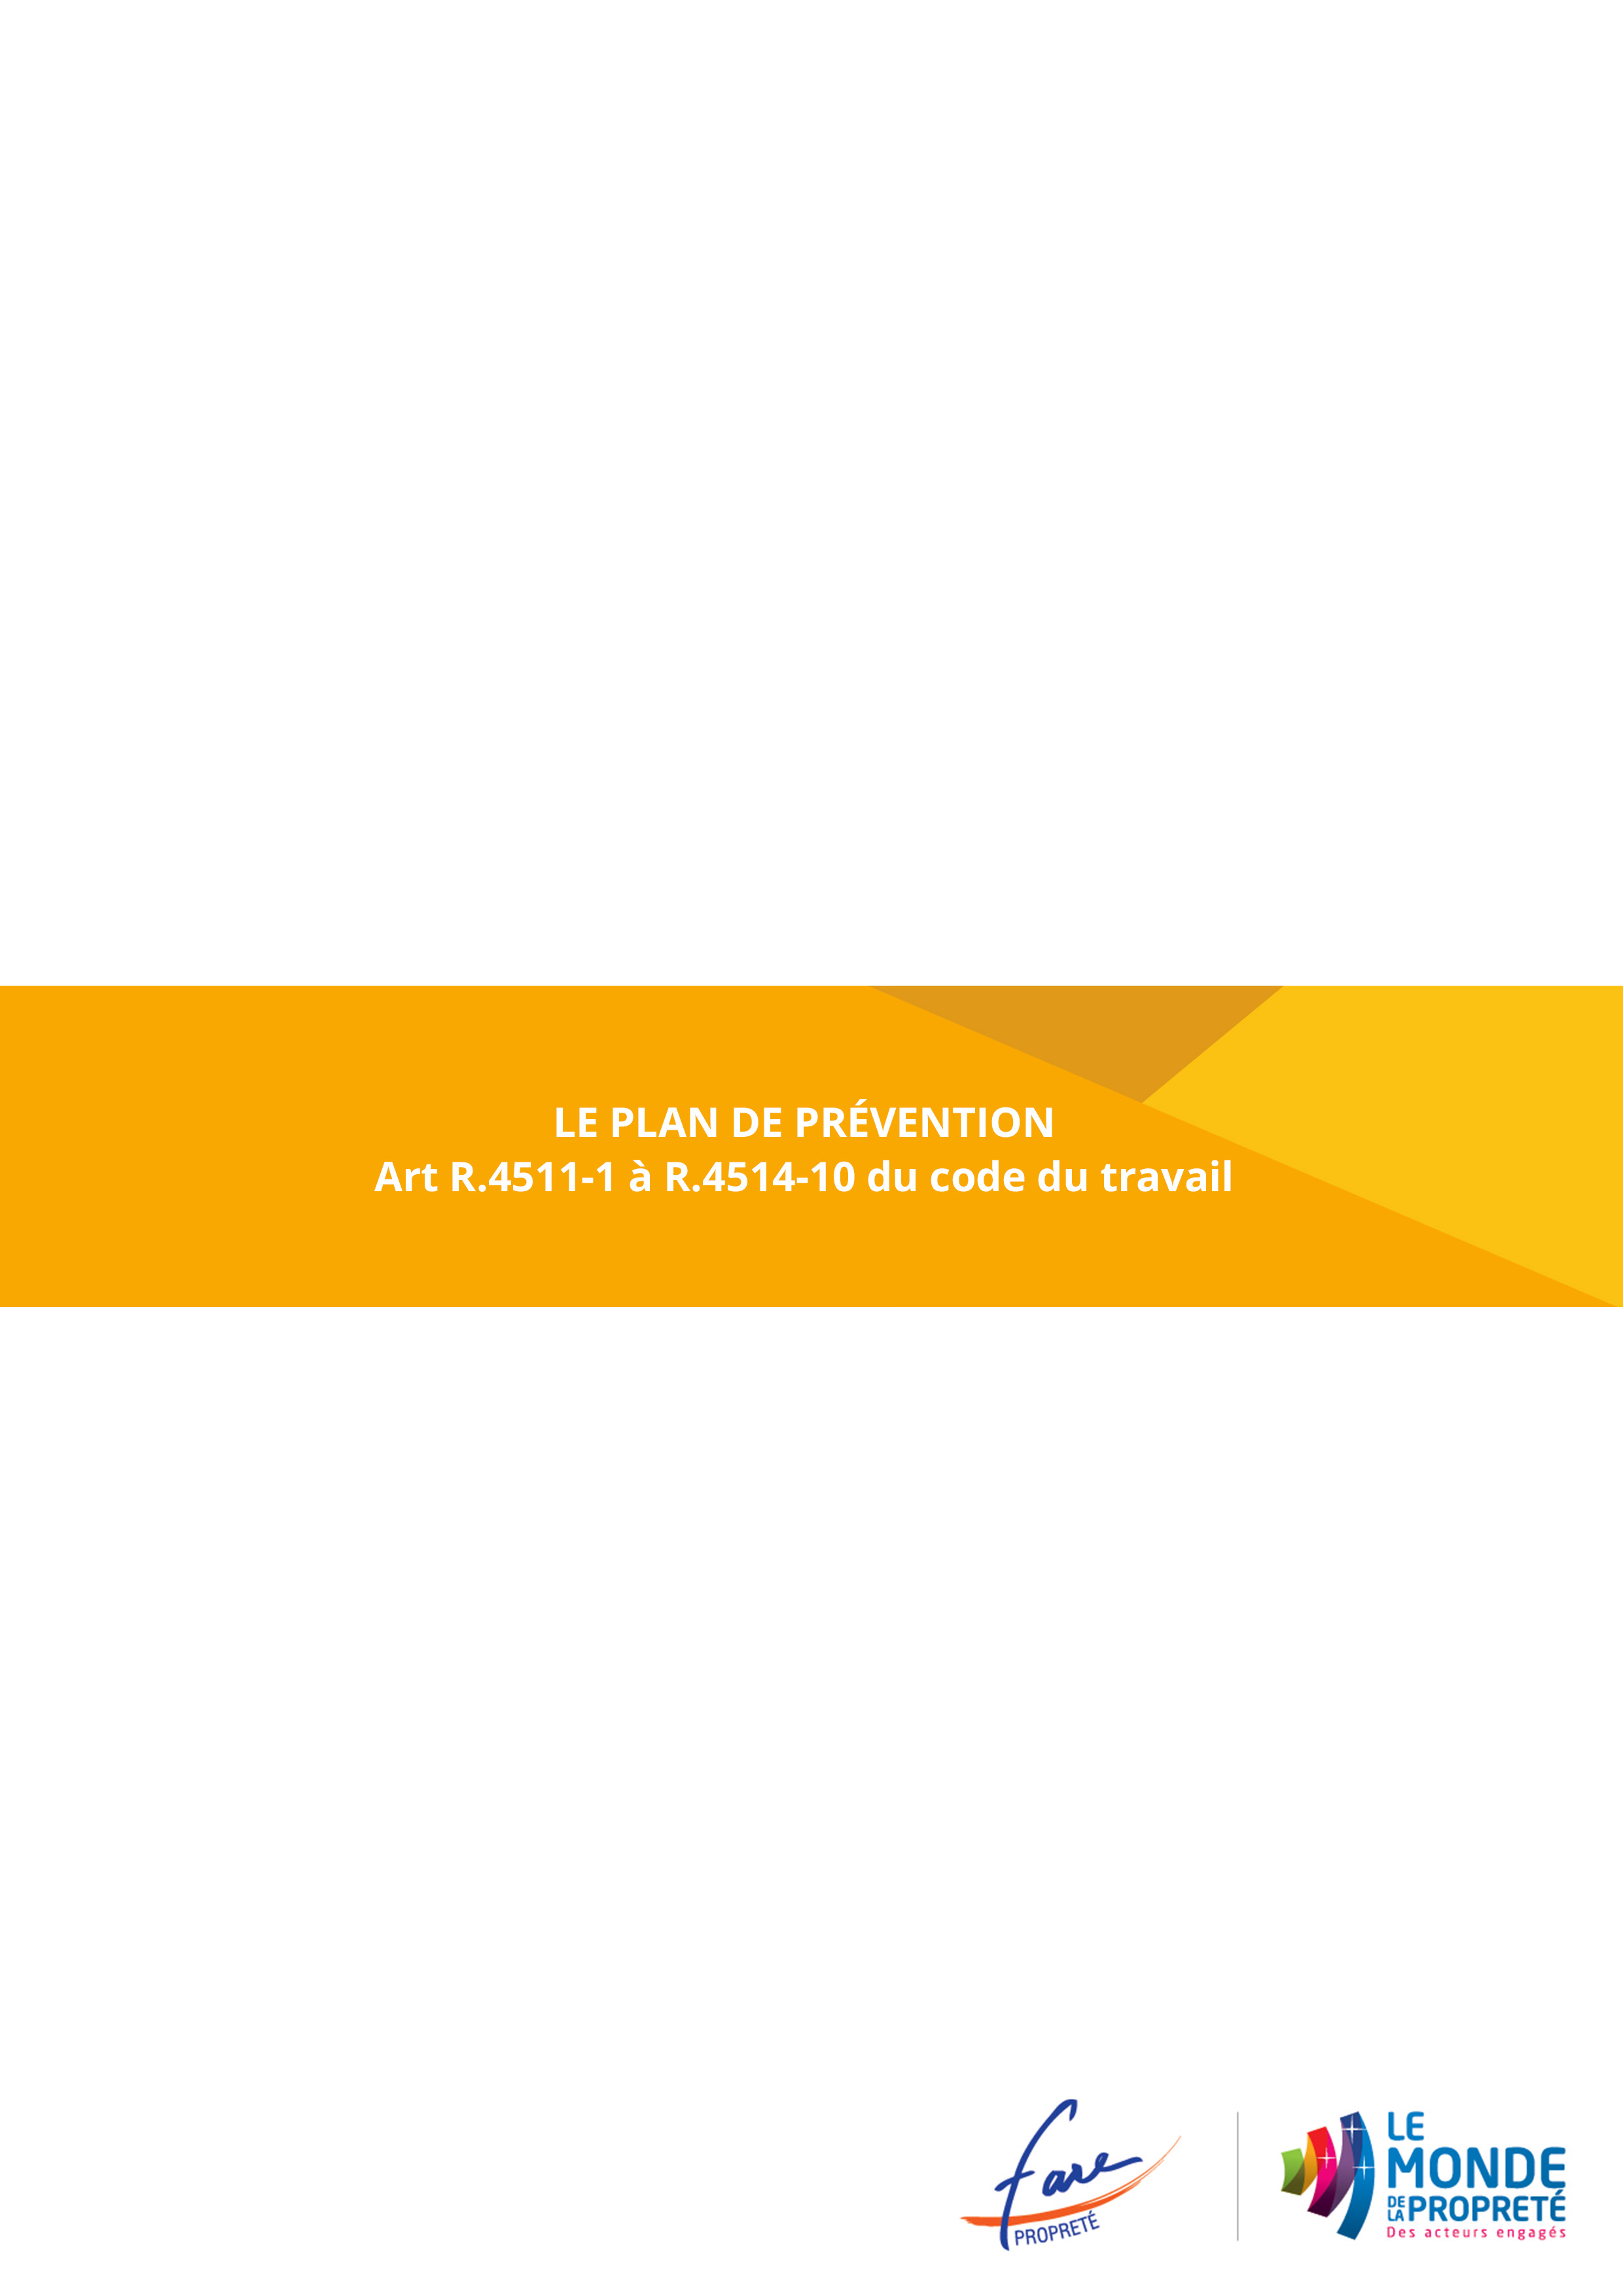 LE PLAN DE PRÉVENTION
Art R.4511-1 à R.4514-10 du code du travail
fare
PROPRETÉ
LE
MONDE
DE LA PROPRETÉ
Des acteurs engagés